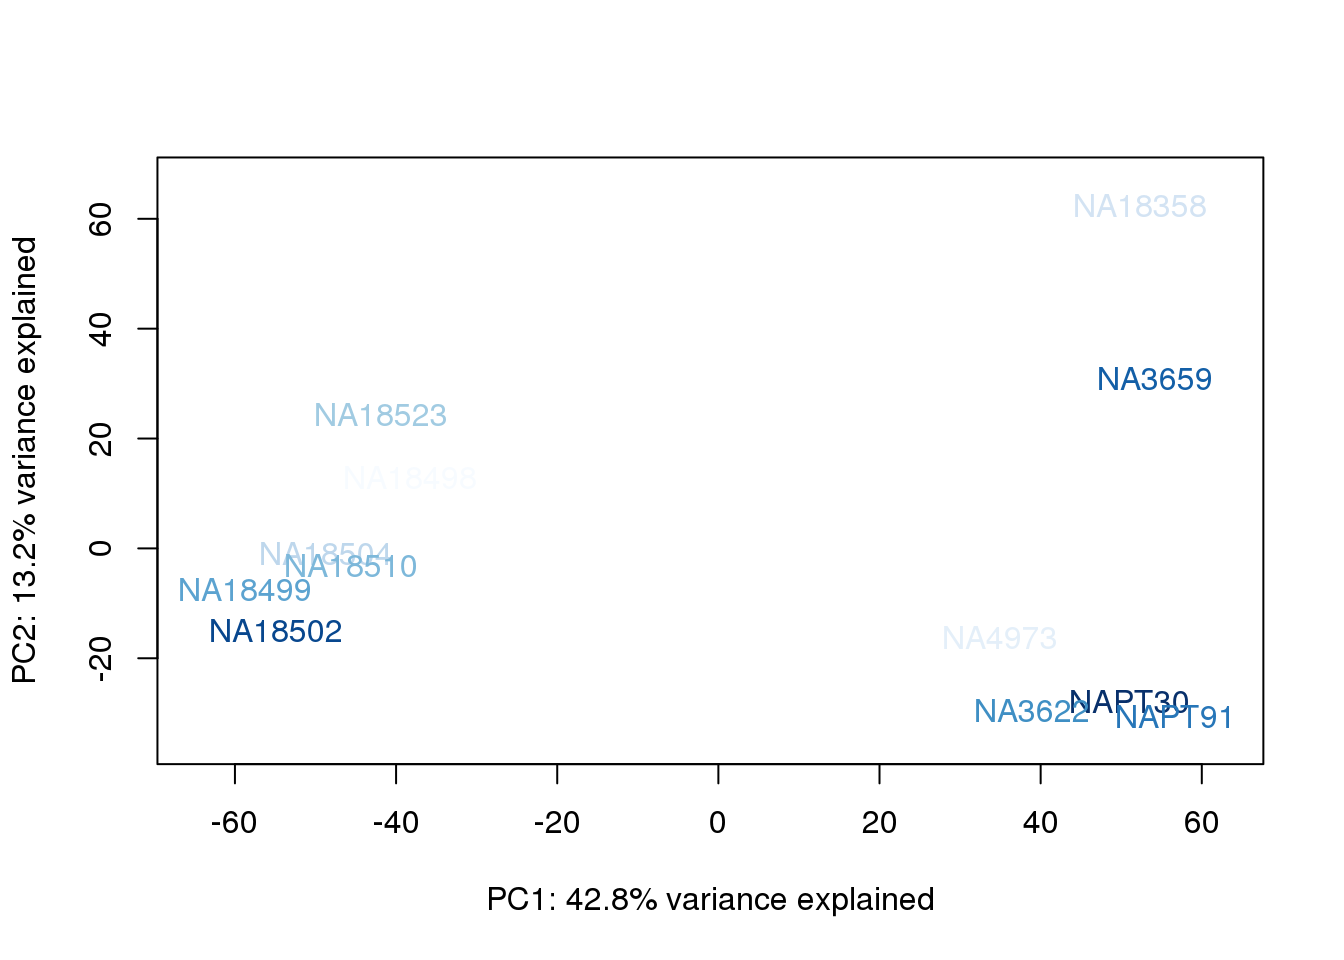 60
40
20
0
-20
PC2: 13.2% variance explained
NA18358
NA3659
NA18523
NA18498
NA18504
NA18510
NA18499
NA18502
NA4973
NAPT30
NA3622
NAPT91
-60 -40 -20 0 20 40 60
PC1: 42.8% variance explained